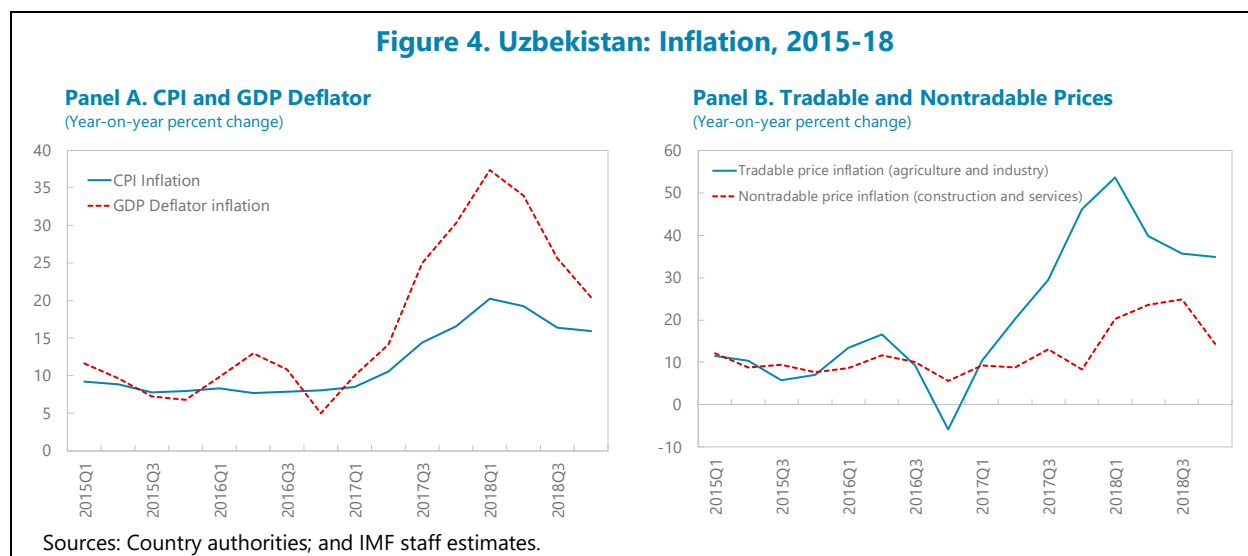 Figure 4. Uzbekistan: Inflation, 2015-18
Panel A. CPI and GDP Deflator
(Year-on-year percent change)
40
35
30
25
20
15
10
5
0
CPI Inflation
GDP Deflator inflation
2015Q1
2015Q3
2016Q1
2016Q3
2017Q1
2017Q3
2018Q1
2018Q3
Panel B. Tradable and Nontradable Prices
(Year-on-year percent change)
60
50
40
30
20
10
0
-10
Tradable price inflation (agriculture and industry)
Nontradable price inflation (construction and services)
2015Q1
2015Q3
2016Q1
2016Q3
2017Q1
2017Q3
2018Q1
2018Q3
Sources: Country authorities; and IMF staff estimates.